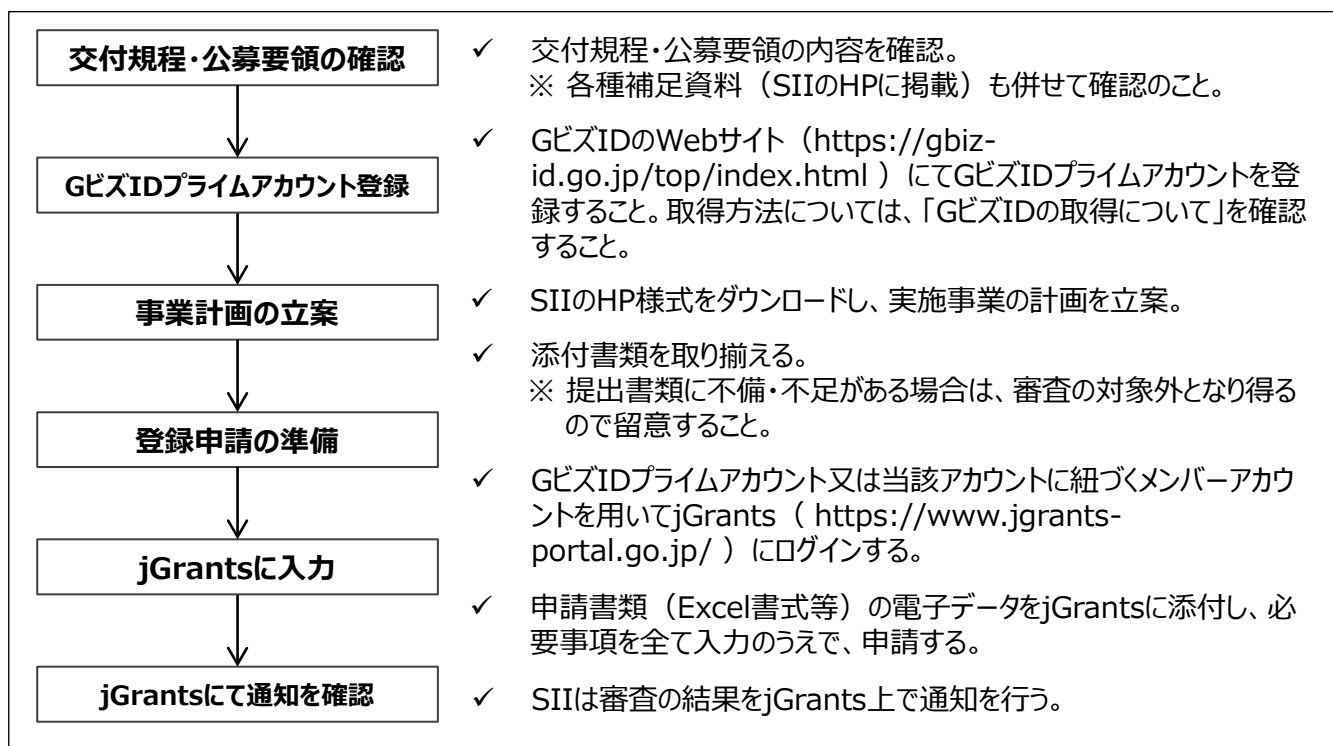 交付規程・公募要領の確認
✓ 交付規程・公募要領の内容を確認。
※ 各種補足資料（SIIのHPに掲載）も併せて確認のこと。
GビズIDプライムアカウント登録
✓ GビズIDのWebサイト（https://gbiz-
id.go.jp/top/index.html ）にてGビズIDプライムアカウントを登
録すること。取得方法については、「GビズIDの取得について」を確認
すること。
事業計画の立案
✓ SIIのHP様式をダウンロードし、実施事業の計画を立案。
✓ 添付書類を取り揃える。
※ 提出書類に不備・不足がある場合は、審査の対象外となり得る
ので留意すること。
登録申請の準備
✓ GビズIDプライムアカウント又は当該アカウントに紐づくメンバーアカウ
ントを用いてjGrants（ https://www.jgrants-
portal.go.jp/ ）にログインする。
jGrantsに入力
✓ 申請書類（Excel書式等）の電子データをjGrantsに添付し、必
要事項を全て入力のうえで、申請する。
jGrantsにて通知を確認
✓ SIIは審査の結果をjGrants上で通知を行う。